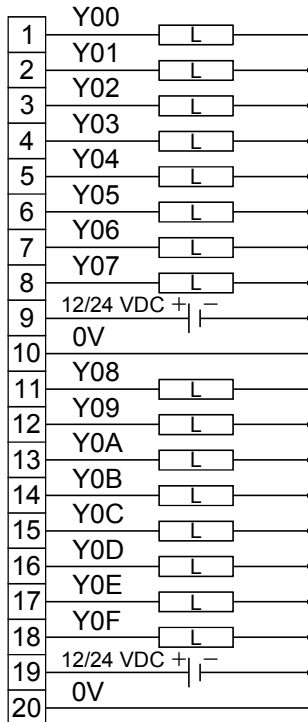 1 Y00 L
2 Y01 L
3 Y02 L
4 Y03 L
5 Y04 L
6 Y05 L
7 Y06 L
8 Y07 L
9 12/24 VDC + −
10 0V
11 Y08 L
12 Y09 L
13 Y0A L
14 Y0B L
15 Y0C L
16 Y0D L
17 Y0E L
18 Y0F L
19 12/24 VDC + −
20 0V